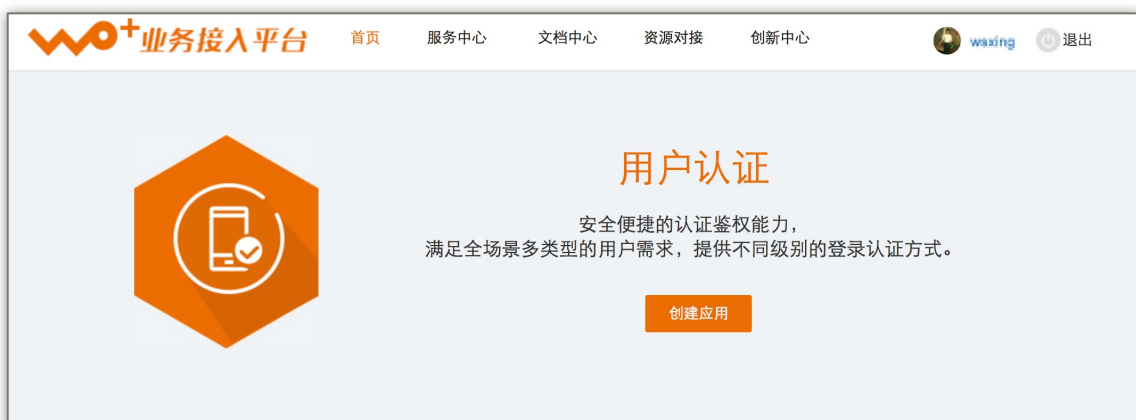 wo+业务接入平台 首页 服务中心 文档中心 资源对接 创新中心 waxing 退出
用户认证
安全便捷的认证鉴权能力，
满足全场景多类型的用户需求，提供不同级别的登录认证方式。
创建应用